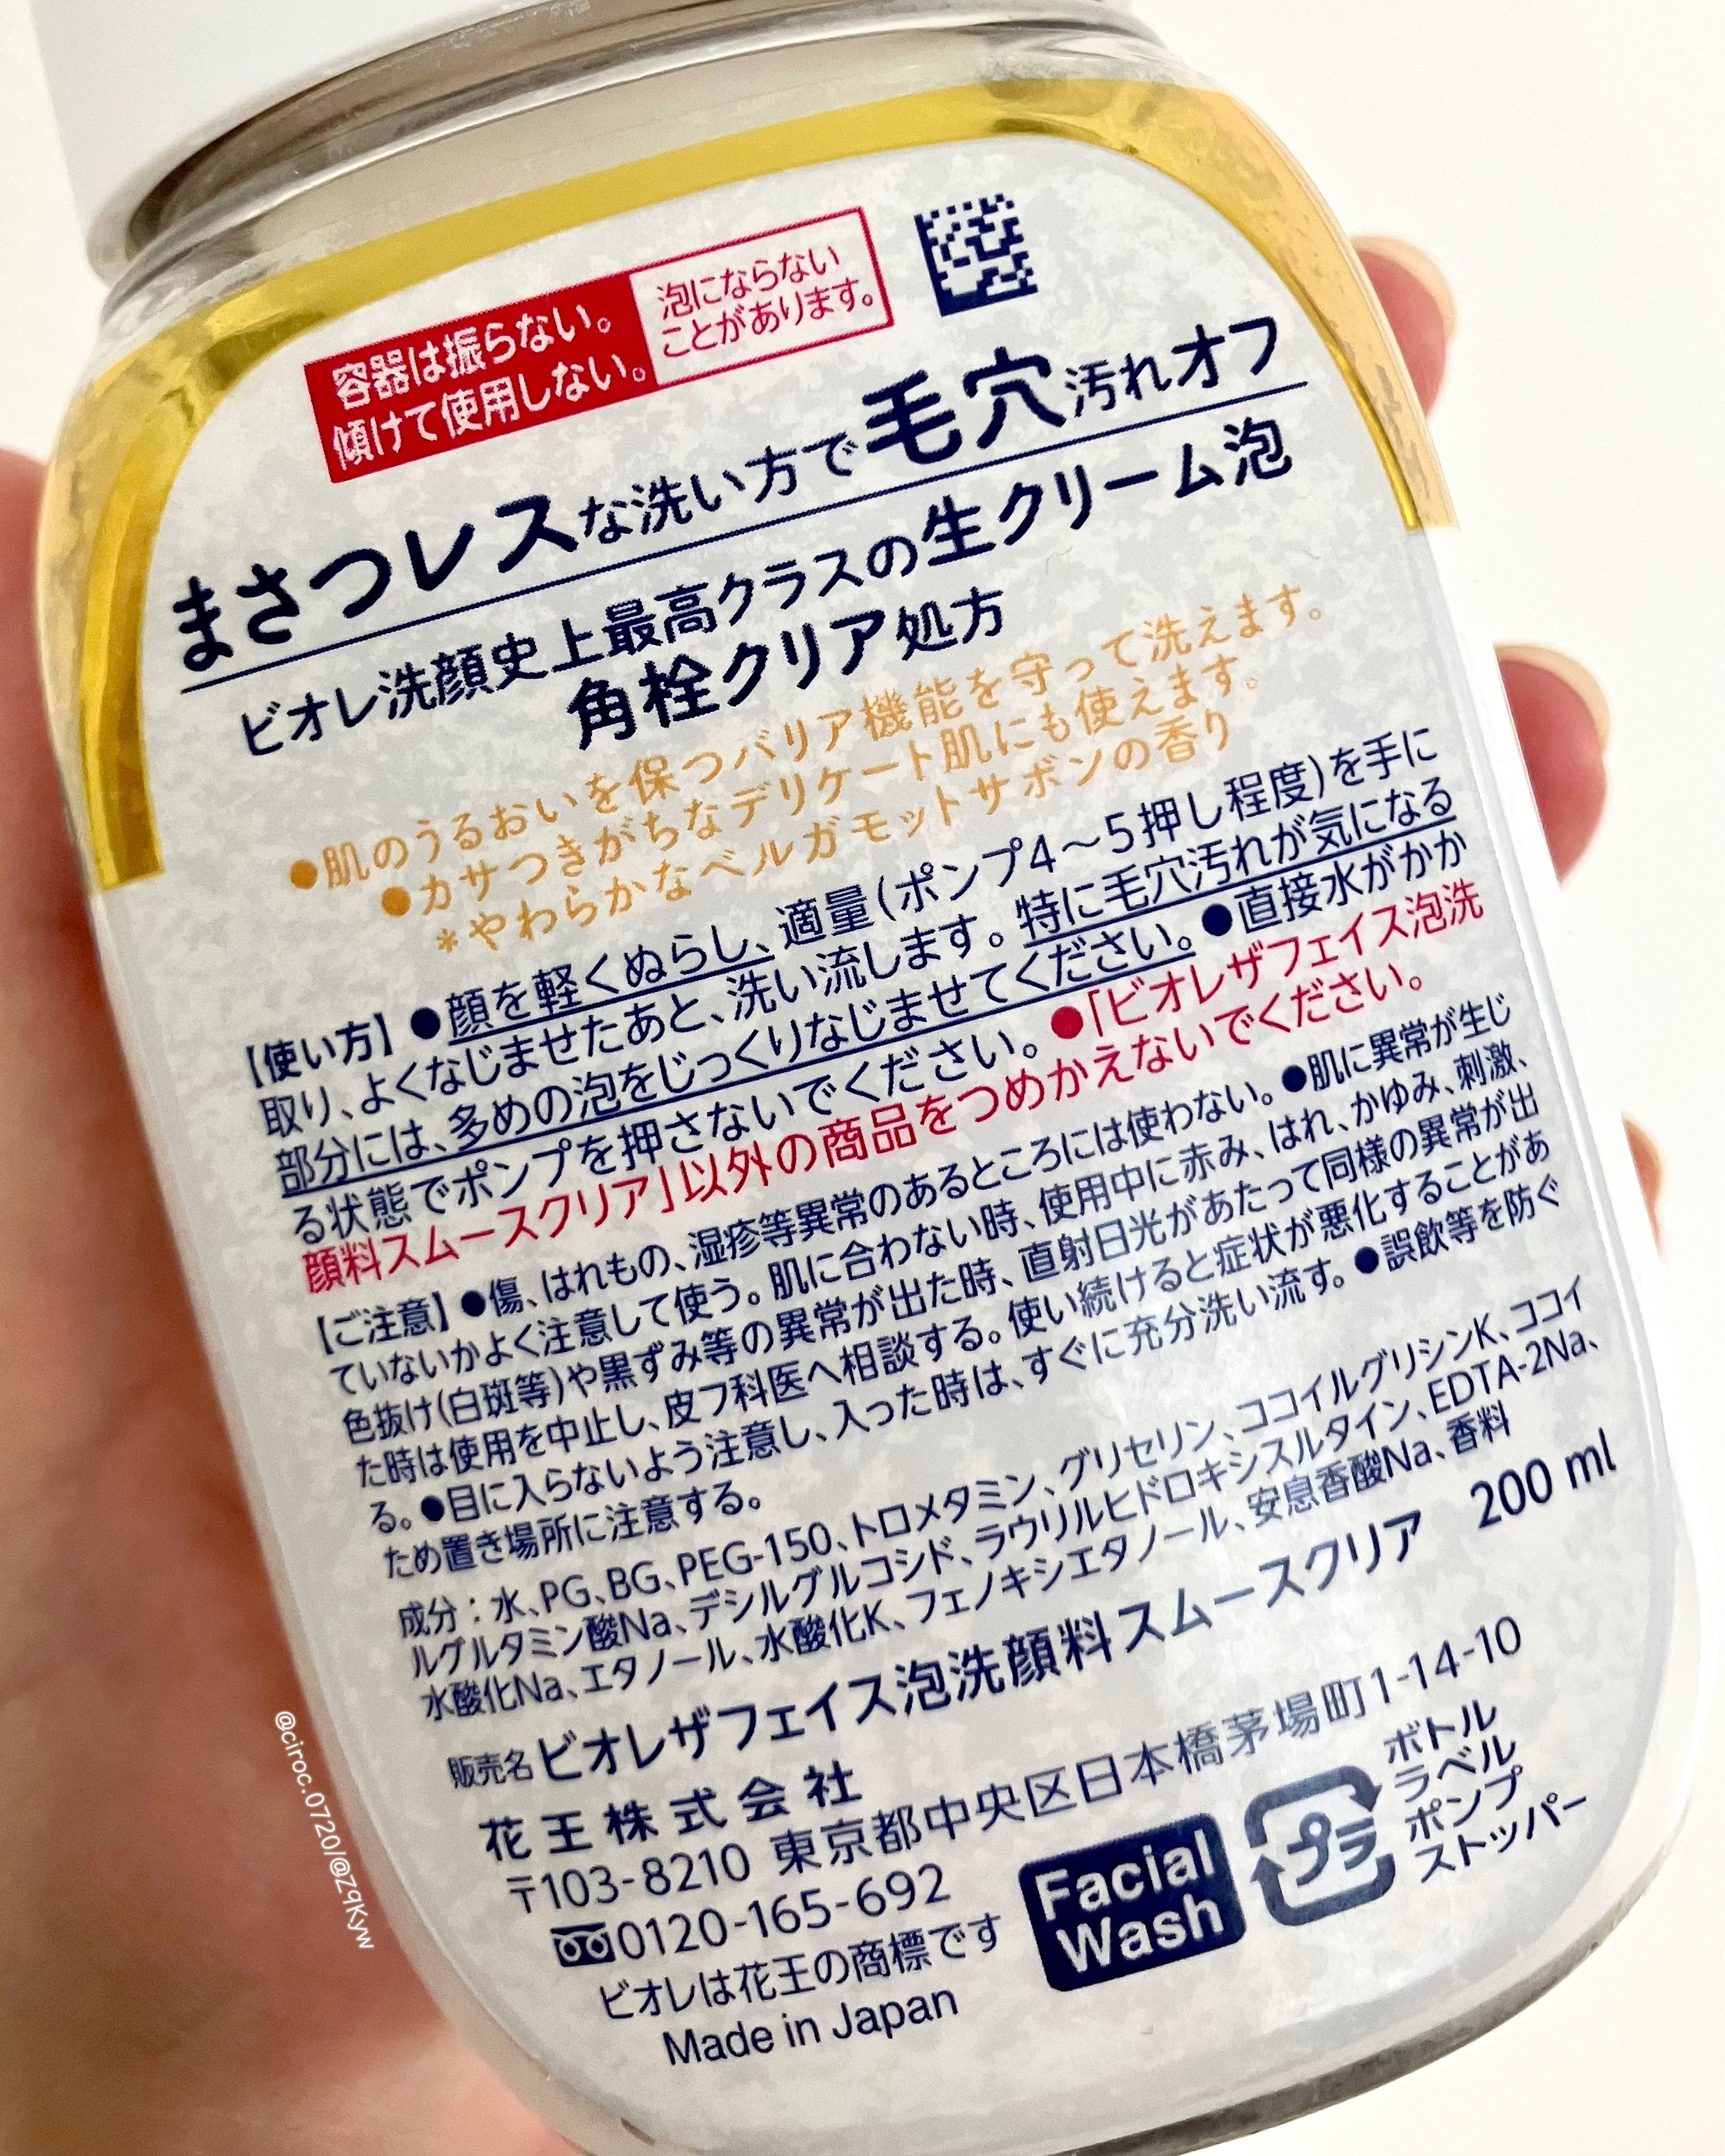 容器は振らない。
傾けて使用しない。
泡にならない
ことがあります。
まさつレスな洗い方で毛穴汚れオフ
ビオレ洗顔史上最高クラスの生クリーム泡
角栓クリア処方
●肌のうるおいを保つバリア機能を守って洗えます。
●カサつきがちなデリケート肌にも使えます。
*やわらかなベルガモットサボンの香り
【使い方】●顔を軽くぬらし、適量(ポンプ4〜5押し程度)を手に
取り、よくなじませたあと、洗い流します。特に毛穴汚れが気になる
部分には、多めの泡をじっくりなじませてください。●直接水がかか
る状態でポンプを押さないでください。●「ビオレザフェイス泡洗
顔料スムースクリア」以外の商品をつめかえないでください。
【ご注意】●傷、はれもの、湿疹等異常のあるところには使わない。●肌に異常が生じ
ていないかよく注意して使う。肌に合わない時、使用中に赤み、はれ、かゆみ、刺激、
色抜け(白斑等)や黒ずみ等の異常が出た時、直射日光があたって同様の異常が出
た時は使用を中止し、皮フ科医へ相談する。使い続けると症状が悪化することがあ
る。●目に入らないよう注意し、入った時は、すぐに充分洗い流す。●誤飲等を防ぐ
ため置き場所に注意する。
成分：水、PG、BG、PEG-150、トロメタミン、グリセリン、ココイルグリシンK、ココイ
ルグルタミン酸Na、デシルグルコシド、ラウリルヒドロキシスルタイン、EDTA-2Na、
水酸化Na、エタノール、水酸化K、フェノキシエタノール、安息香酸Na、香料
販売名 ビオレザフェイス泡洗顔料 スムースクリア 200 ml
花王株式会社
〒103-8210 東京都中央区日本橋茅場町1-14-10
0120-165-692
ビオレは花王の商標です
Made in Japan
Facial
Wash
プラ
ボトル
ラベル
ポンプ
ストッパー
@ciroc.0720/@zqkyw